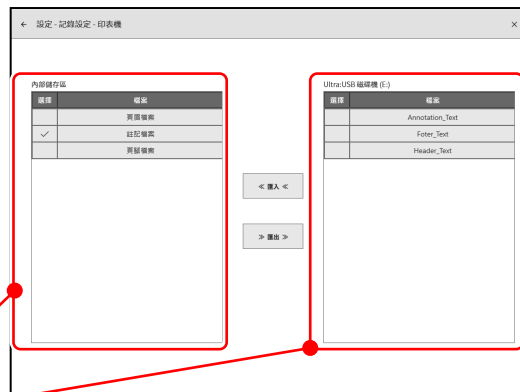 ← 設定 - 記錄設定 - 印表機 ×
內部儲存區
選擇 檔案
頁眉檔案
✓ 註記檔案
頁腳檔案
≪ 匯入 ≪
≫ 匯出 ≫
Ultra:USB 磁碟機 (E:)
選擇 檔案
Annotation_Text
Foter_Text
Header_Text